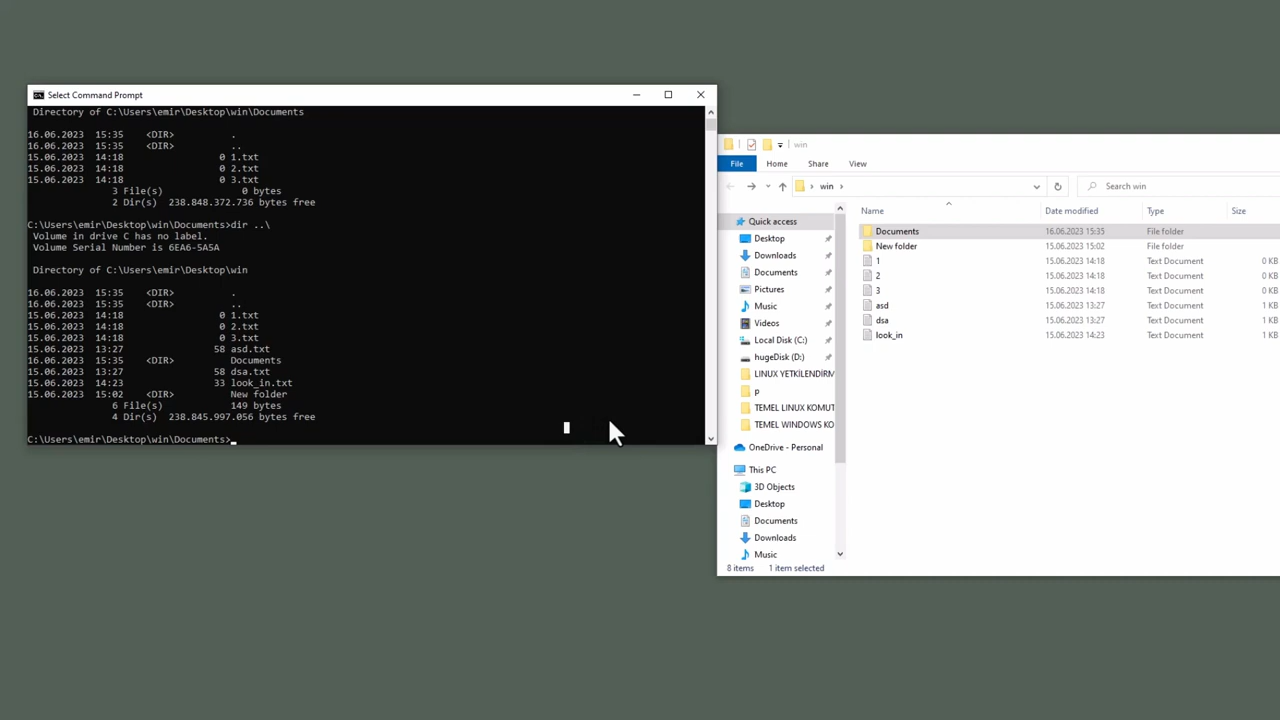 Select Command Prompt
Directory of C:\Users\emir\Desktop\win\Documents
16.06.2023  15:35    <DIR>          .
16.06.2023  15:35    <DIR>          ..
15.06.2023  14:18                 0 1.txt
15.06.2023  14:18                 0 2.txt
15.06.2023  14:18                 0 3.txt
3 File(s)              0 bytes
2 Dir(s)  238.848.372.736 bytes free
C:\Users\emir\Desktop\win\Documents>dir ..\
Volume in drive C has no label.
Volume Serial Number is 6EA6-5A5A
Directory of C:\Users\emir\Desktop\win
16.06.2023  15:35    <DIR>          .
16.06.2023  15:35    <DIR>          ..
15.06.2023  14:18                 0 1.txt
15.06.2023  14:18                 0 2.txt
15.06.2023  14:18                 0 3.txt
15.06.2023  13:27                58 asd.txt
16.06.2023  15:35    <DIR>          Documents
15.06.2023  13:27                58 dsa.txt
15.06.2023  14:23                33 look_in.txt
15.06.2023  15:02    <DIR>          New folder
6 File(s)            149 bytes
4 Dir(s)  238.845.997.056 bytes free
C:\Users\emir\Desktop\win\Documents>
win
File Home Share View
win
Search win
Name Date modified Type Size
Quick access
Desktop
Downloads
Documents
Pictures
Music
Videos
Local Disk (C:)
hugeDisk (D:)
LINUX YETKİLENDİRM
p
TEMEL LINUX KOMUT
TEMEL WINDOWS KO
OneDrive - Personal
This PC
3D Objects
Desktop
Documents
Downloads
Music
Documents 16.06.2023 15:35 File folder
New folder 15.06.2023 15:02 File folder
1 15.06.2023 14:18 Text Document 0 KB
2 15.06.2023 14:18 Text Document 0 KB
3 15.06.2023 14:18 Text Document 0 KB
asd 15.06.2023 13:27 Text Document 1 KB
dsa 15.06.2023 13:27 Text Document 1 KB
look_in 15.06.2023 14:23 Text Document 1 KB
8 items 1 item selected